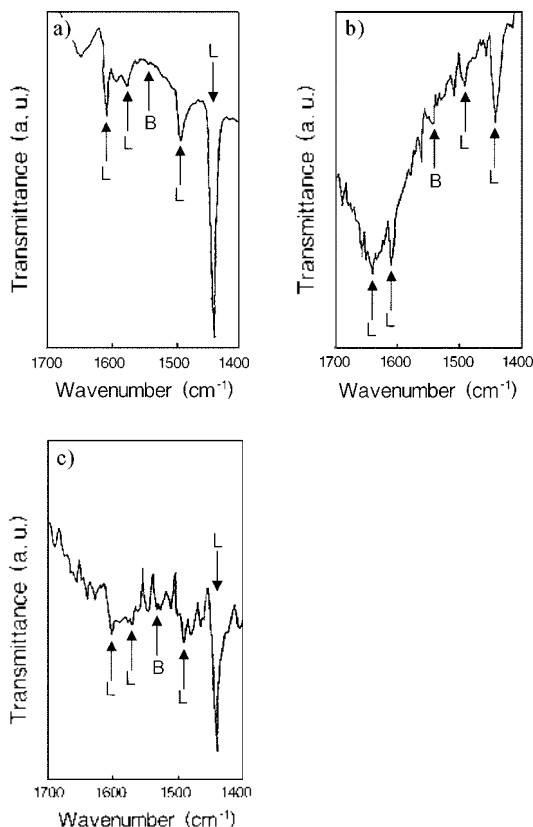 a)
L
L
L
B
L
Transmittance (a. u.)
1700
1600
1500
1400
Wavenumber (cm⁻¹)
b)
L
L
B
L
L
Transmittance (a. u.)
1700
1600
1500
1400
Wavenumber (cm⁻¹)
c)
L
L
L
B
L
Transmittance (a. u.)
1700
1600
1500
1400
Wavenumber (cm⁻¹)